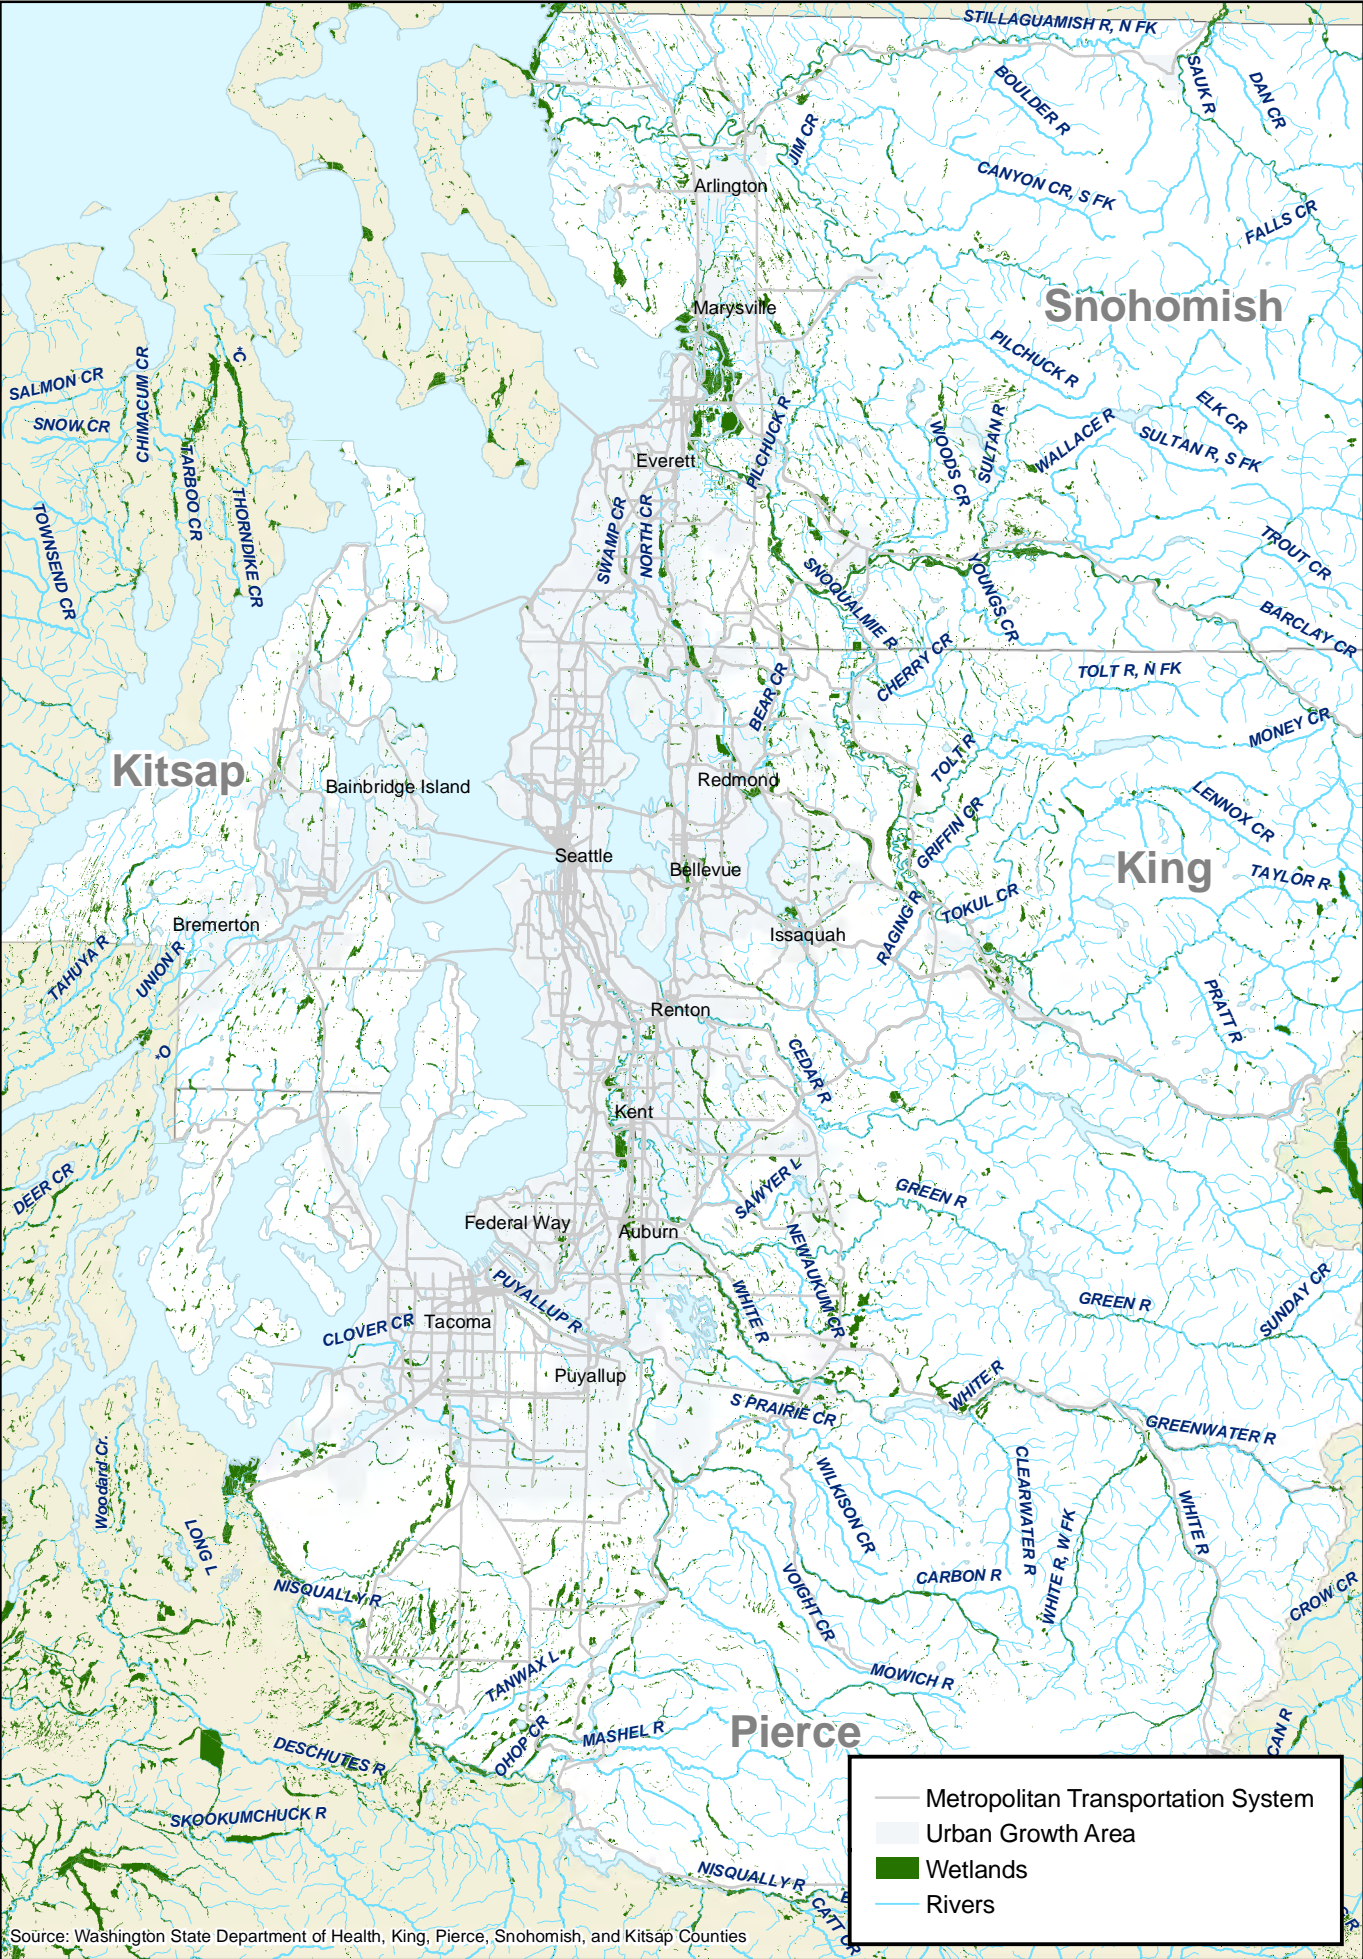 STILLAGUAMISH R, N FK
BOULDER R
SAUK R
DAN CR
JIM CR
CANYON CR, S FK
Arlington
FALLS CR
Snohomish
Marysville
*C
CHIMACUM CR
SALMON CR
SNOW CR
PILCHUCK R
PILCHUCK R
ELK CR
WALLACE R
SULTAN R, S FK
SULTAN R
WOODS CR
Everett
TARBOO CR
THORNDIKE CR
TOWNSEND CR
SWAMP CR
NORTH CR
SNOQUALMIE R
YOUNGS CR
TROUT CR
BARCLAY CR
CHERRY CR
TOLT R, N FK
BEAR CR
MONEY CR
TOLT R
Kitsap
Bainbridge Island
Redmond
LENNOX CR
GRIFFIN CR
Seattle
Bellevue
King
TAYLOR R
TOKUL CR
RAGING R
Bremerton
Issaquah
TAHUYA R
UNION R
PRATT R
Renton
*O
CEDAR R
Kent
DEER CR
SAWYER L
GREEN R
Federal Way
Auburn
NEWAUKUM CR
PUYALLUP R
WHITE R
GREEN R
SUNDAY CR
CLOVER CR
Tacoma
Puyallup
WHITE R
S PRAIRIE CR
GREENWATER R
Woodard Cr.
LONG L
WILKISON CR
CLEARWATER R
WHITE R, W FK
WHITE R
NISQUALLY R
VOIGHT CR
CARBON R
CROW CR
TANWAX L
MOWICH R
OHOP CR
MASHEL R
Pierce
CAN R
DESCHUTES R
SKOOKUMCHUCK R
NISQUALLY R
CATT CR
Metropolitan Transportation System
Urban Growth Area
Wetlands
Rivers
Source: Washington State Department of Health, King, Pierce, Snohomish, and Kitsap Counties